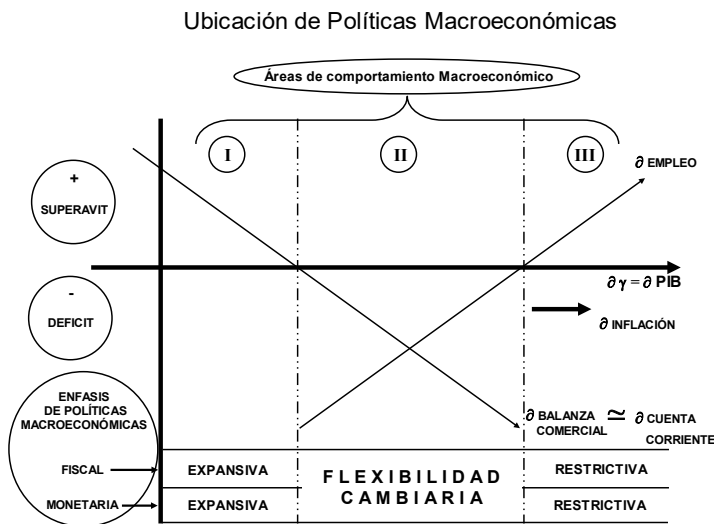 Ubicación de Políticas Macroeconómicas
Áreas de comportamiento Macroeconómico
I
II
III
+
SUPERAVIT
∂ EMPLEO
-
DEFICIT
∂ γ = ∂ PIB
∂ INFLACIÓN
∂ BALANZA COMERCIAL ≅ ∂ CUENTA CORRIENTE
ENFASIS
DE POLÍTICAS
MACROECONÓMICAS
FISCAL
EXPANSIVA
FLEXIBILIDAD
CAMBIARIA
RESTRICTIVA
MONETARIA
EXPANSIVA
RESTRICTIVA